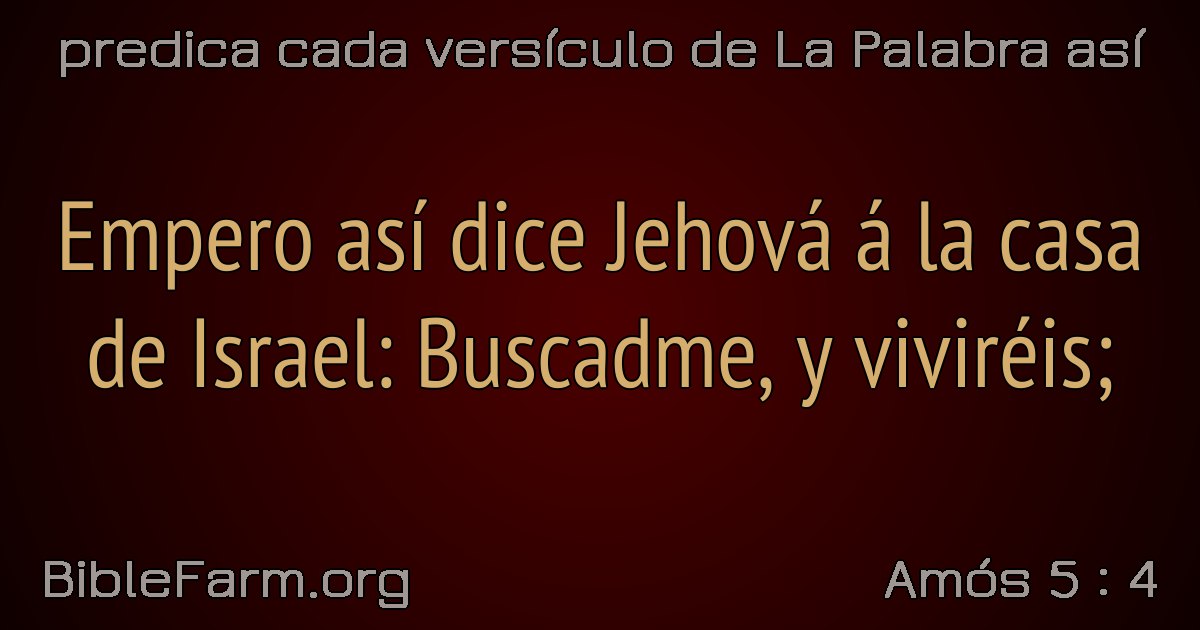 predica cada versículo de La Palabra así
Empero así dice Jehová á la casa
de Israel: Buscadme, y viviréis;
BibleFarm.org
Amós 5 : 4